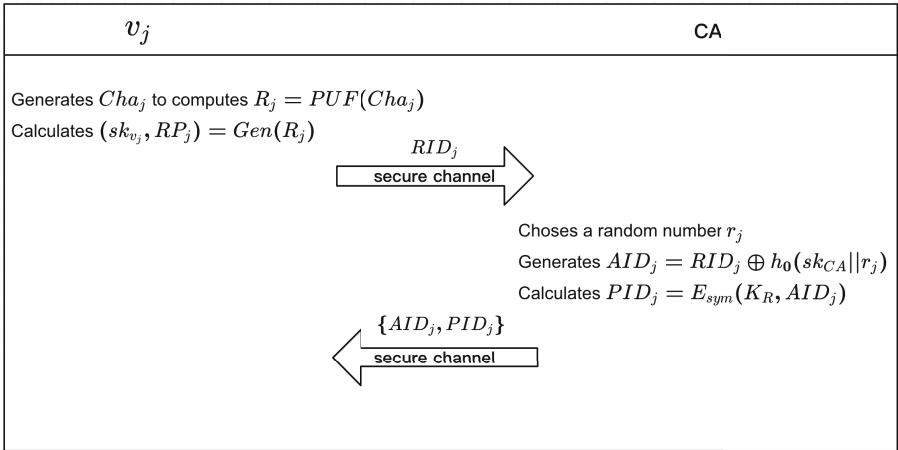 v_j CA
Generates Cha_j to computes R_j = PUF(Cha_j)
Calculates (sk_{v_j}, RP_j) = Gen(R_j)
RID_j
secure channel
Choses a random number r_j
Generates AID_j = RID_j ⊕ h_0(sk_{CA}||r_j)
Calculates PID_j = E_{sym}(K_R, AID_j)
{AID_j, PID_j}
secure channel